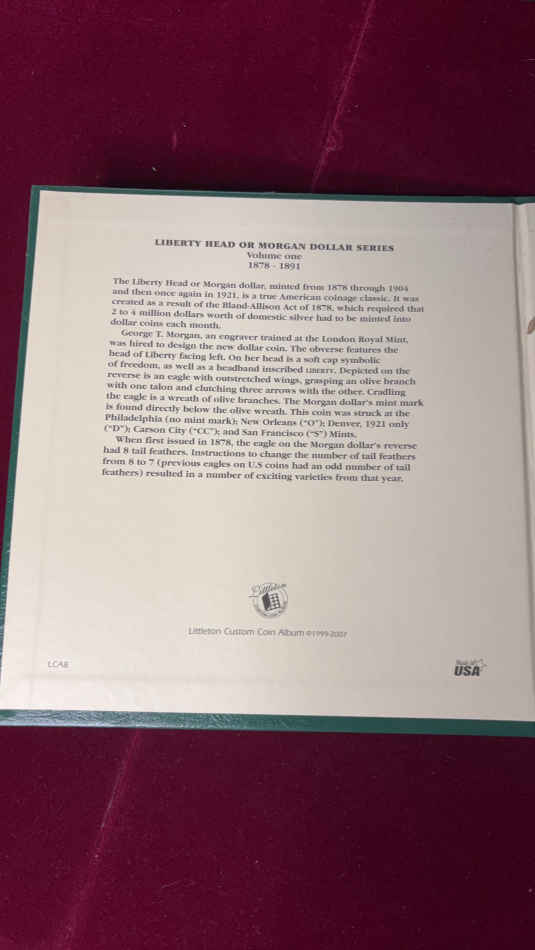 LIBERTY HEAD OR MORGAN DOLLAR SERIES
Volume one
1878 - 1891
The Liberty Head or Morgan dollar, minted from 1878 through 1904
and then once again in 1921, is a true American coinage classic. It was
created as a result of the Bland-Allison Act of 1878, which required that
2 to 4 million dollars worth of domestic silver had to be minted into
dollar coins each month.
George T. Morgan, an engraver trained at the London Royal Mint,
was hired to design the new dollar coin. The obverse features the
head of Liberty facing left. On her head is a soft cap symbolic
of freedom, as well as a headband inscribed LIBERTY. Depicted on the
reverse is an eagle with outstretched wings, grasping an olive branch
with one talon and clutching three arrows with the other. Cradling
the eagle is a wreath of olive branches. The Morgan dollar's mint mark
is found directly below the olive wreath. This coin was struck at the
Philadelphia (no mint mark); New Orleans ("O"); Denver, 1921 only
("D"); Carson City ("CC"); and San Francisco ("S") Mints.
When first issued in 1878, the eagle on the Morgan dollar's reverse
had 8 tail feathers. Instructions to change the number of tail feathers
from 8 to 7 (previous eagles on U.S coins had an odd number of tail
feathers) resulted in a number of exciting varieties from that year.
Littleton
Littleton Custom Coin Album ©1999-2007
LCA8
Made in
USA